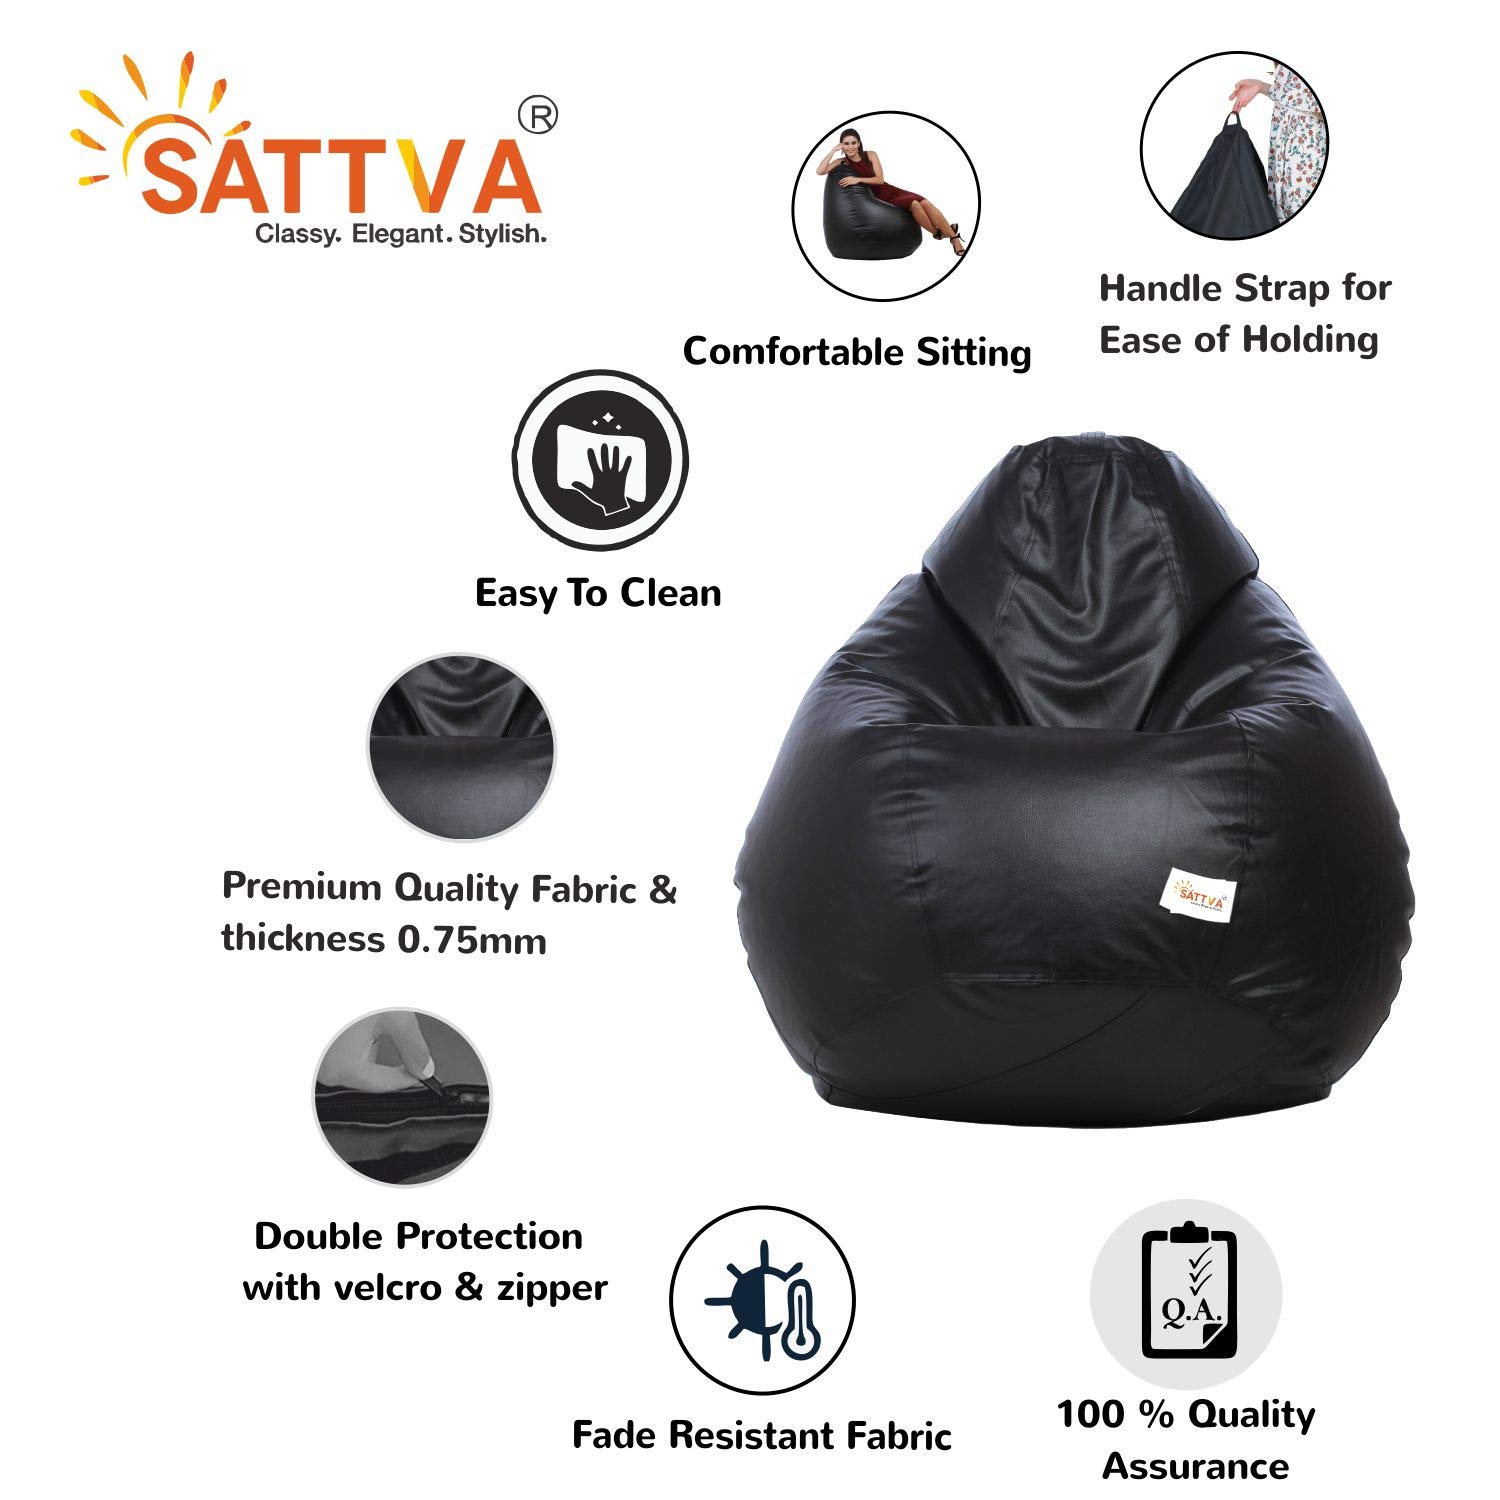 SATTVA ®
Classy. Elegant. Stylish.
Comfortable Sitting
Handle Strap for
Ease of Holding
Easy To Clean
Premium Quality Fabric &
thickness 0.75mm
SATTVA ®
Double Protection
with velcro & zipper
Q.A.
Fade Resistant Fabric
100 % Quality
Assurance